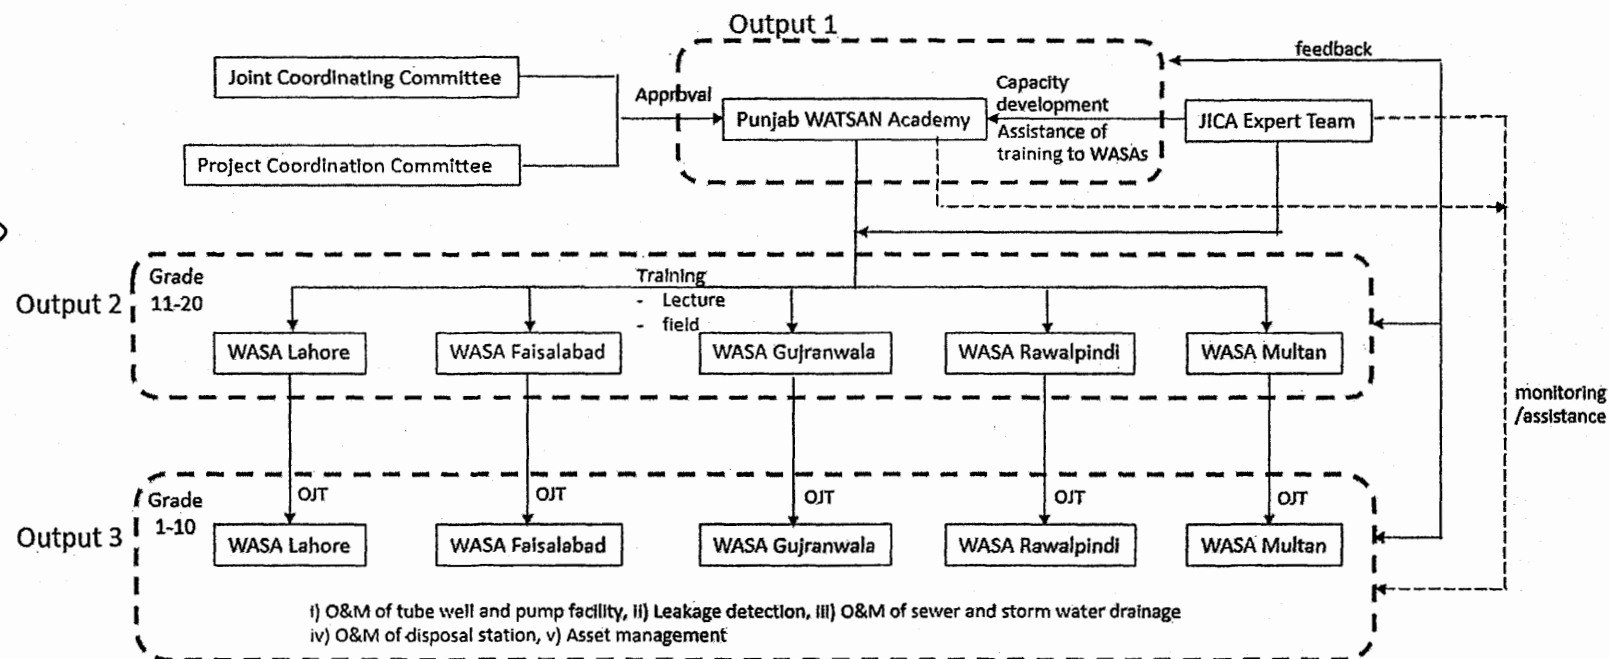 Output 1
feedback
Joint Coordinating Committee
Approval
Project Coordination Committee
Punjab WATSAN Academy
Capacity
development
Assistance of
training to WASAs
JICA Expert Team
Output 2
Grade
11-20
Training
- Lecture
- field
WASA Lahore
WASA Faisalabad
WASA Gujranwala
WASA Rawalpindi
WASA Multan
monitoring
/assistance
Output 3
Grade
1-10
OJT
OJT
OJT
OJT
OJT
WASA Lahore
WASA Faisalabad
WASA Gujranwala
WASA Rawalpindi
WASA Multan
i) O&M of tube well and pump facility, ii) Leakage detection, iii) O&M of sewer and storm water drainage
iv) O&M of disposal station, v) Asset management